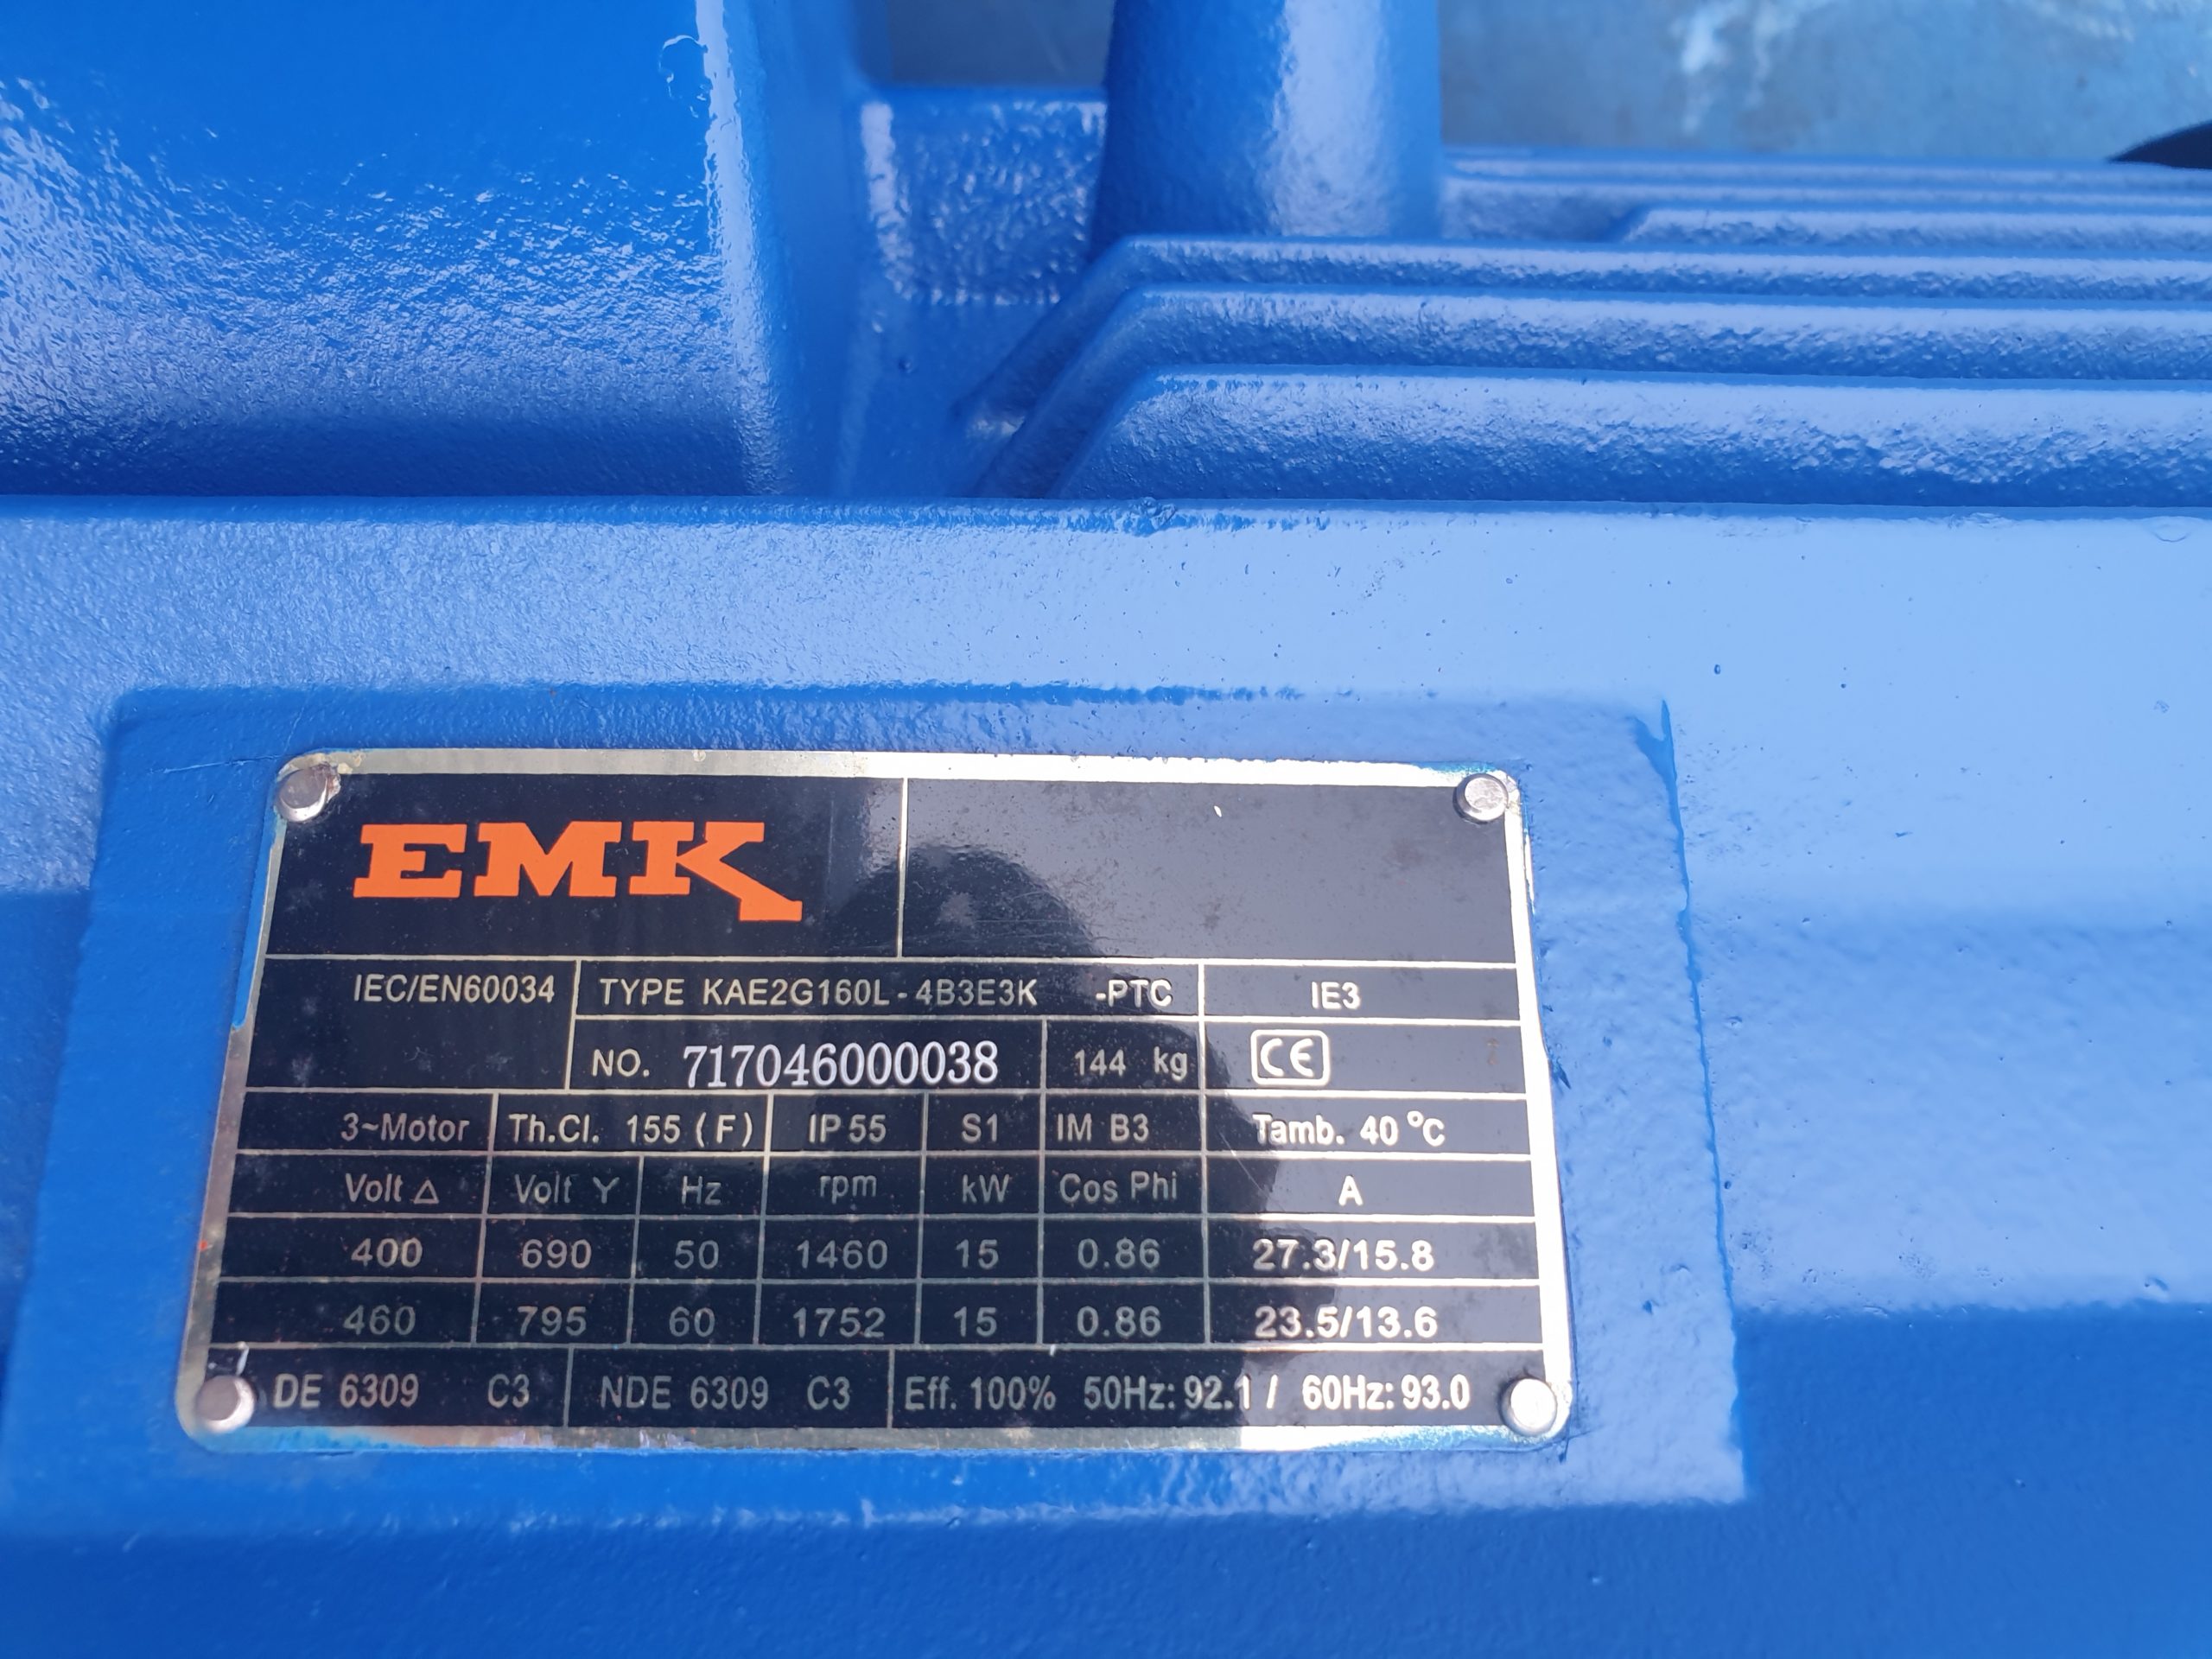 EMK
IEC/EN60034 TYPE KAE2G160L-4B3E3K -PTC IE3
NO. 717046000038 144 kg CE
3~Motor Th.Cl. 155 (F) IP 55 S1 IM B3 Tamb. 40 °C
Volt Δ Volt Y Hz rpm kW Cos Phi A
400 690 50 1460 15 0.86 27.3/15.8
460 795 60 1752 15 0.86 23.5/13.6
DE 6309 C3 NDE 6309 C3 Eff. 100% 50Hz: 92.1 / 60Hz: 93.0